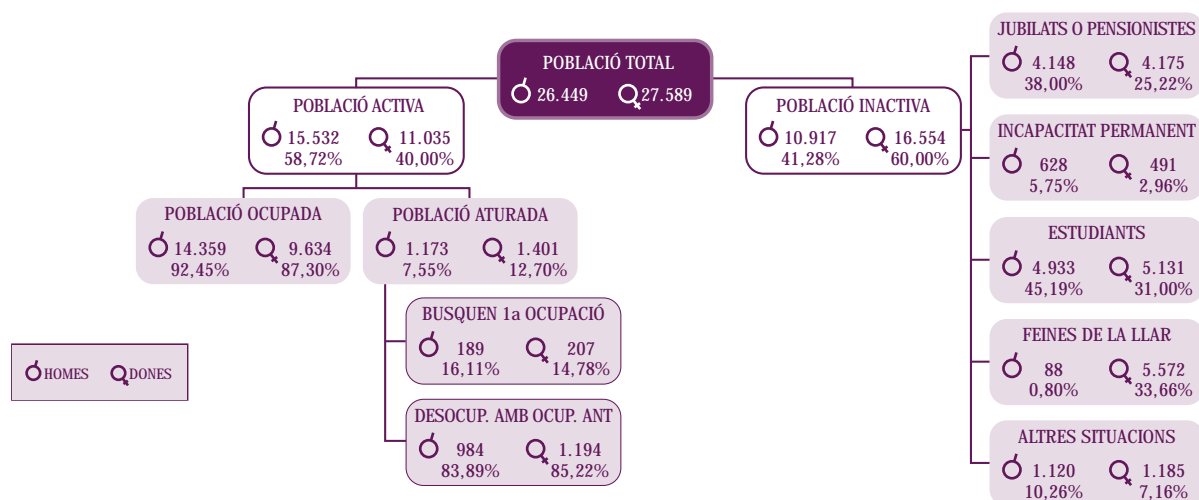 POBLACIÓ TOTAL
26.449 27.589
POBLACIÓ ACTIVA
15.532 11.035
58,72% 40,00%
POBLACIÓ OCUPADA
14.359 9.634
92,45% 87,30%
POBLACIÓ ATURADA
1.173 1.401
7,55% 12,70%
BUSQUEN 1a OCUPACIÓ
189 207
16,11% 14,78%
DESOCUP. AMB OCUP. ANT
984 1.194
83,89% 85,22%
POBLACIÓ INACTIVA
10.917 16.554
41,28% 60,00%
JUBILATS O PENSIONISTES
4.148 4.175
38,00% 25,22%
INCAPACITAT PERMANENT
628 491
5,75% 2,96%
ESTUDIANTS
4.933 5.131
45,19% 31,00%
FEINES DE LA LLAR
88 5.572
0,80% 33,66%
ALTRES SITUACIONS
1.120 1.185
10,26% 7,16%
HOMES DONES